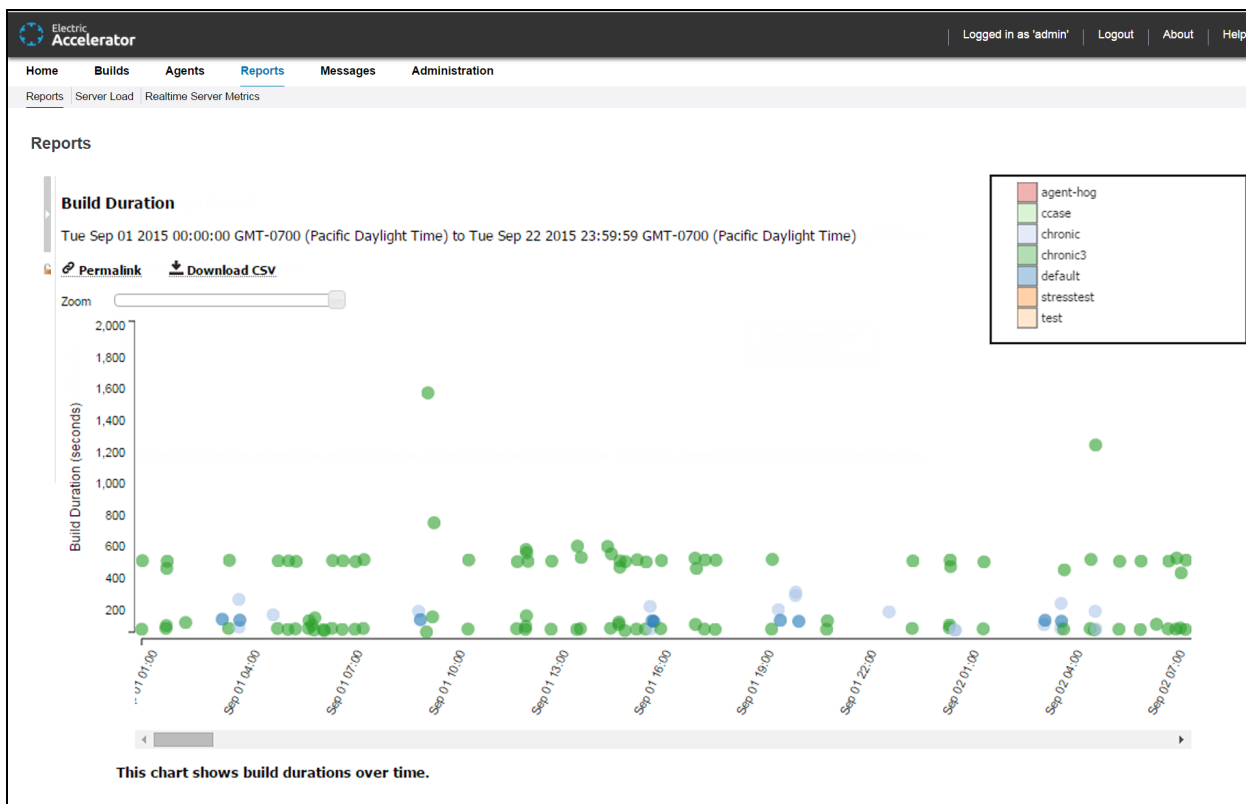 Electric
Accelerator
Logged in as 'admin' Logout About Help
Home Builds Agents Reports Messages Administration
Reports Server Load Realtime Server Metrics
Reports
Build Duration
Tue Sep 01 2015 00:00:00 GMT-0700 (Pacific Daylight Time) to Tue Sep 22 2015 23:59:59 GMT-0700 (Pacific Daylight Time)
Permalink Download CSV
Zoom
agent-hog
ccase
chronic
chronic3
default
stresstest
test
Build Duration (seconds)
2,000
1,800
1,600
1,400
1,200
1,000
800
600
400
200
01 01:00
Sep 01 04:00
Sep 01 07:00
Sep 01 10:00
Sep 01 13:00
Sep 01 16:00
Sep 01 19:00
Sep 01 22:00
Sep 02 01:00
Sep 02 04:00
Sep 02 07:00
This chart shows build durations over time.